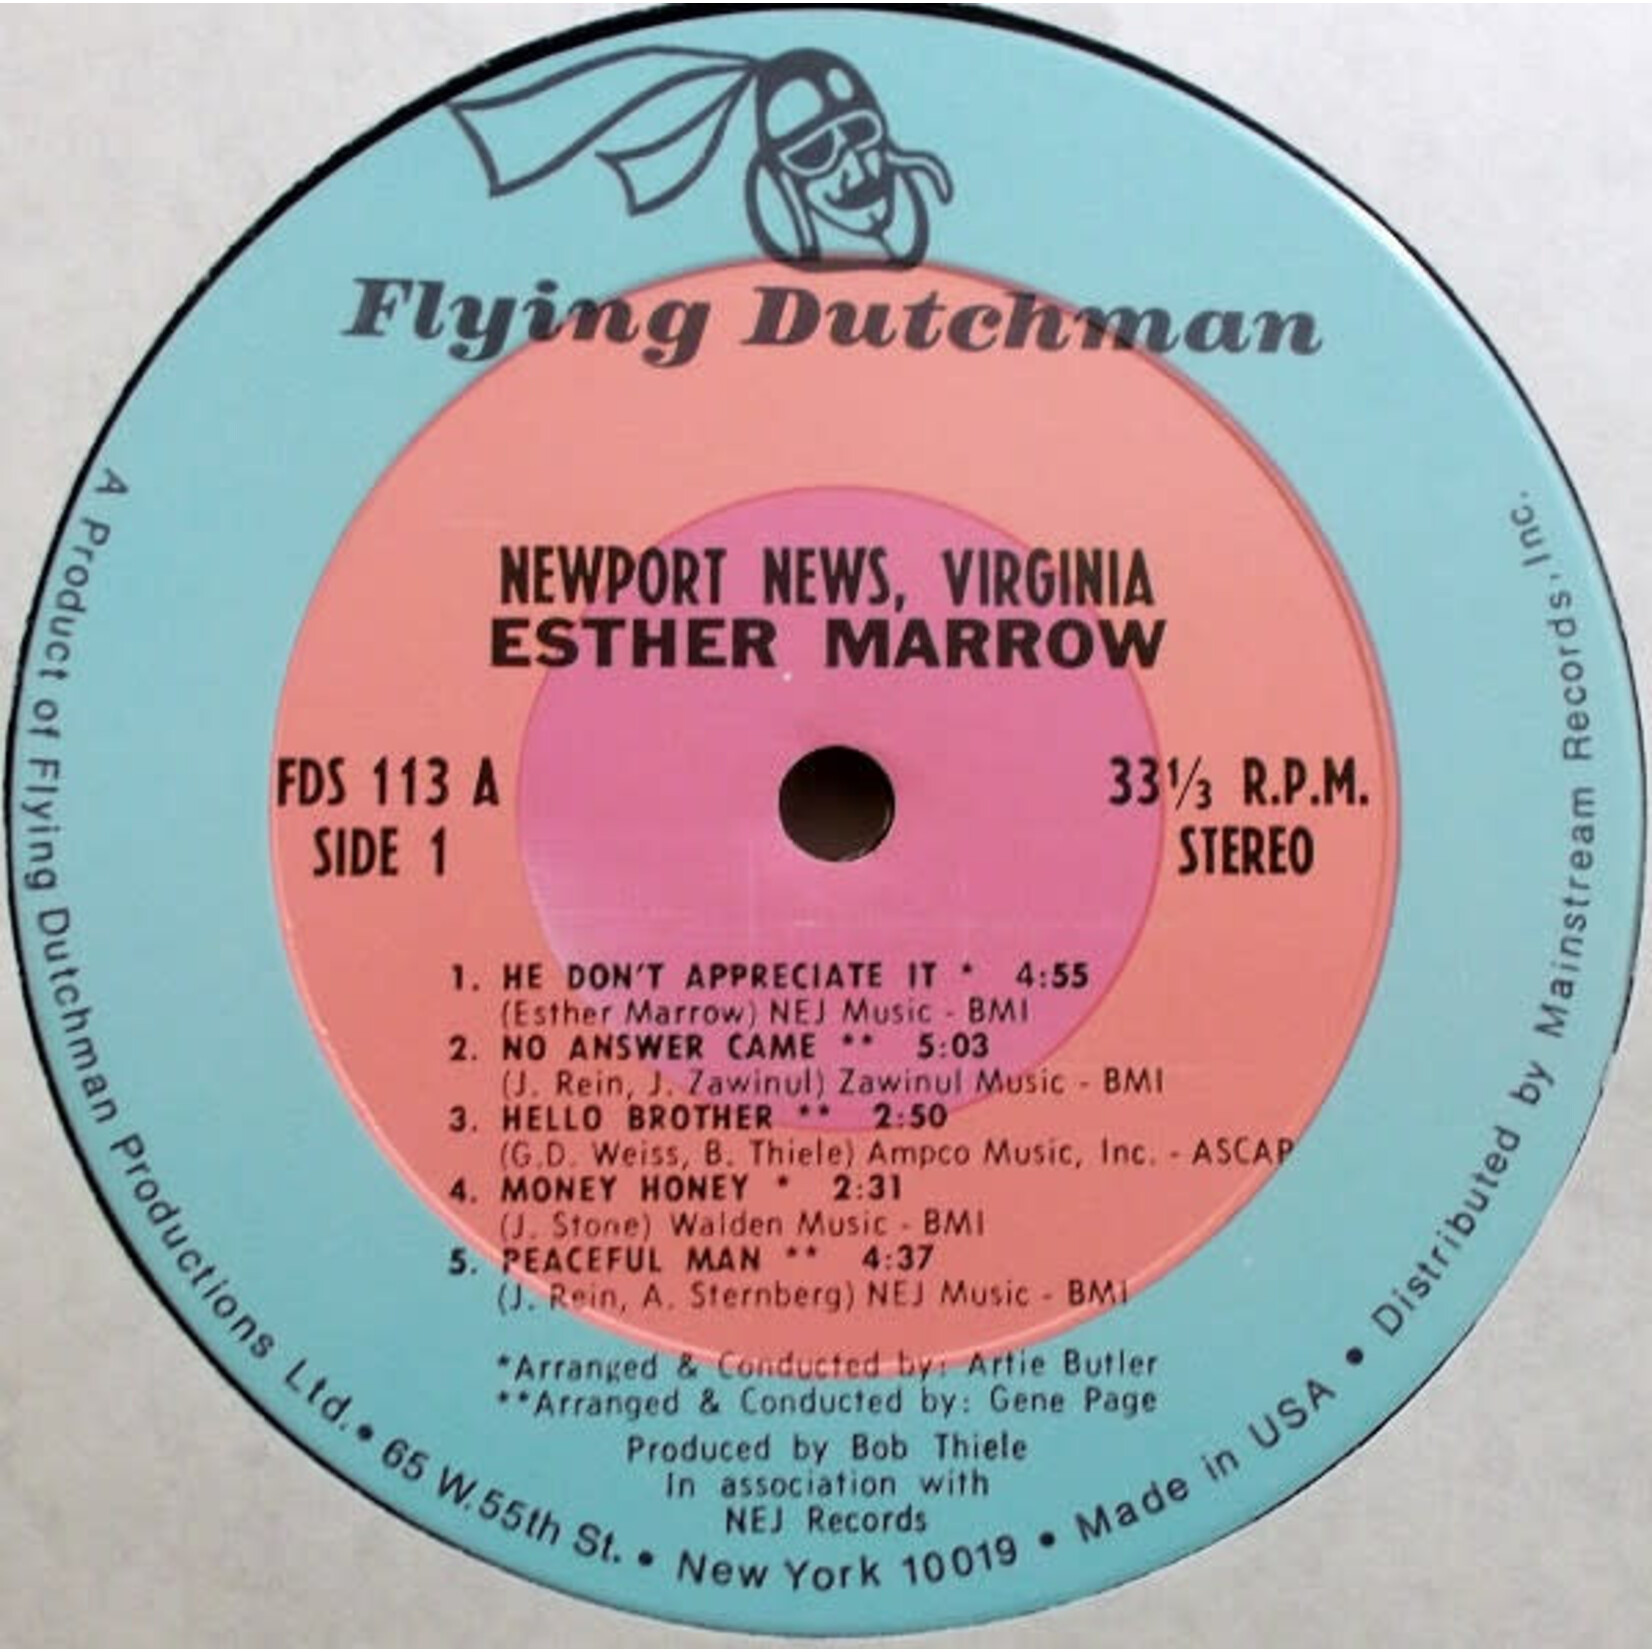 Flying Dutchman
NEWPORT NEWS, VIRGINIA
ESTHER MARROW
FDS 113 A
SIDE 1
33 1/3 R.P.M.
STEREO
1. HE DON'T APPRECIATE IT * 4:55
(Esther Marrow) NEJ Music - BMI
2. NO ANSWER CAME ** 5:03
(J. Rein, J. Zawinul) Zawinul Music - BMI
3. HELLO BROTHER ** 2:50
(G.D. Weiss, B. Thiele) Ampco Music, Inc. - ASCAP
4. MONEY HONEY * 2:31
(J. Stone) Walden Music - BMI
5. PEACEFUL MAN ** 4:37
(J. Rein, A. Sternberg) NEJ Music - BMI
*Arranged & Conducted by: Artie Butler
**Arranged & Conducted by: Gene Page
Produced by Bob Thiele
In association with
NEJ Records
A Product of Flying Dutchman Productions Ltd. • 65 W. 55th St. • New York 10019 • Made in USA • Distributed by Mainstream Records, Inc.